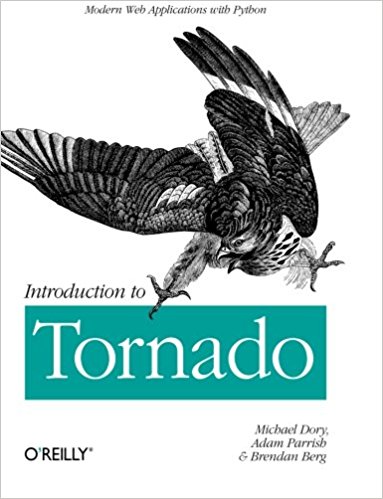 Modern Web Applications with Python
Introduction to
Tornado
Michael Dory,
Adam Parrish
& Brendan Berg
O'REILLY®